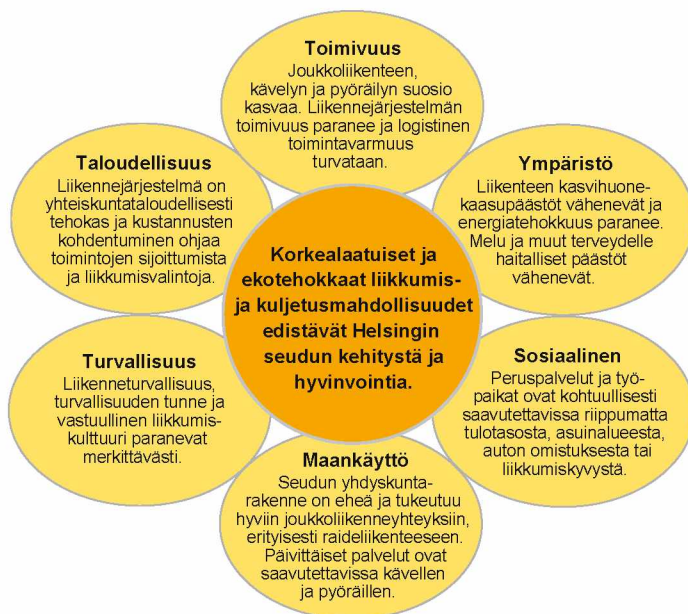 Toimivuus
Joukkoliikenteen,
kävelyn ja pyöräilyn suosio
kasvaa. Liikennejärjestelmän
toimivuus paranee ja logistinen
toimintavarmuus
turvataan.
Taloudellisuus
Liikennejärjestelmä on
yhteiskuntataloudellisesti
tehokas ja kustannusten
kohdentuminen ohjaa
toimintojen sijoittumista
ja liikkumisvalintoja.
Ympäristö
Liikenteen kasvihuone-
kaasupäästöt vähenevät ja
energiatehokkuus paranee.
Melu ja muut terveydelle
haitalliset päästöt
vähenevät.
Korkealaatuiset ja
ekotehokkaat liikkumis-
ja kuljetusmahdollisuudet
edistävät Helsingin
seudun kehitystä ja
hyvinvointia.
Turvallisuus
Liikenneturvallisuus,
turvallisuuden tunne ja
vastuullinen liikkumis-
kulttuuri paranevat
merkittävästi.
Sosiaalinen
Peruspalvelut ja työ-
paikat ovat kohtuullisesti
saavutettavissa riippumatta
tulotasosta, asuinalueesta,
auton omistuksesta tai
liikkumiskyvystä.
Maankäyttö
Seudun yhdyskunta-
rakenne on eheä ja tukeutuu
hyviin joukkoliikenneyhteyksiin,
erityisesti raideliikenteeseen.
Päivittäiset palvelut ovat
saavutettavissa kävellen
ja pyöräillen.